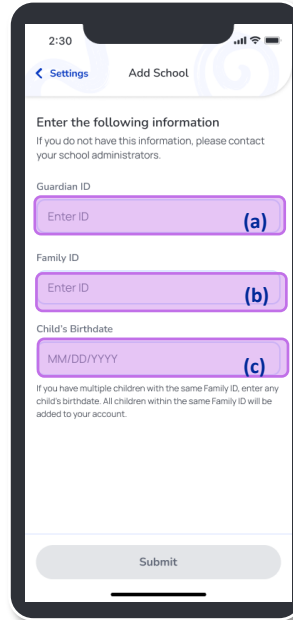 2:30
Settings
Add School
Enter the following information
If you do not have this information, please contact
your school administrators.
Guardian ID
Enter ID
(a)
Family ID
Enter ID
(b)
Child's Birthdate
MM/DD/YYYY
(c)
If you have multiple children with the same Family ID, enter any
child's birthdate. All children within the same Family ID will be
added to your account.
Submit